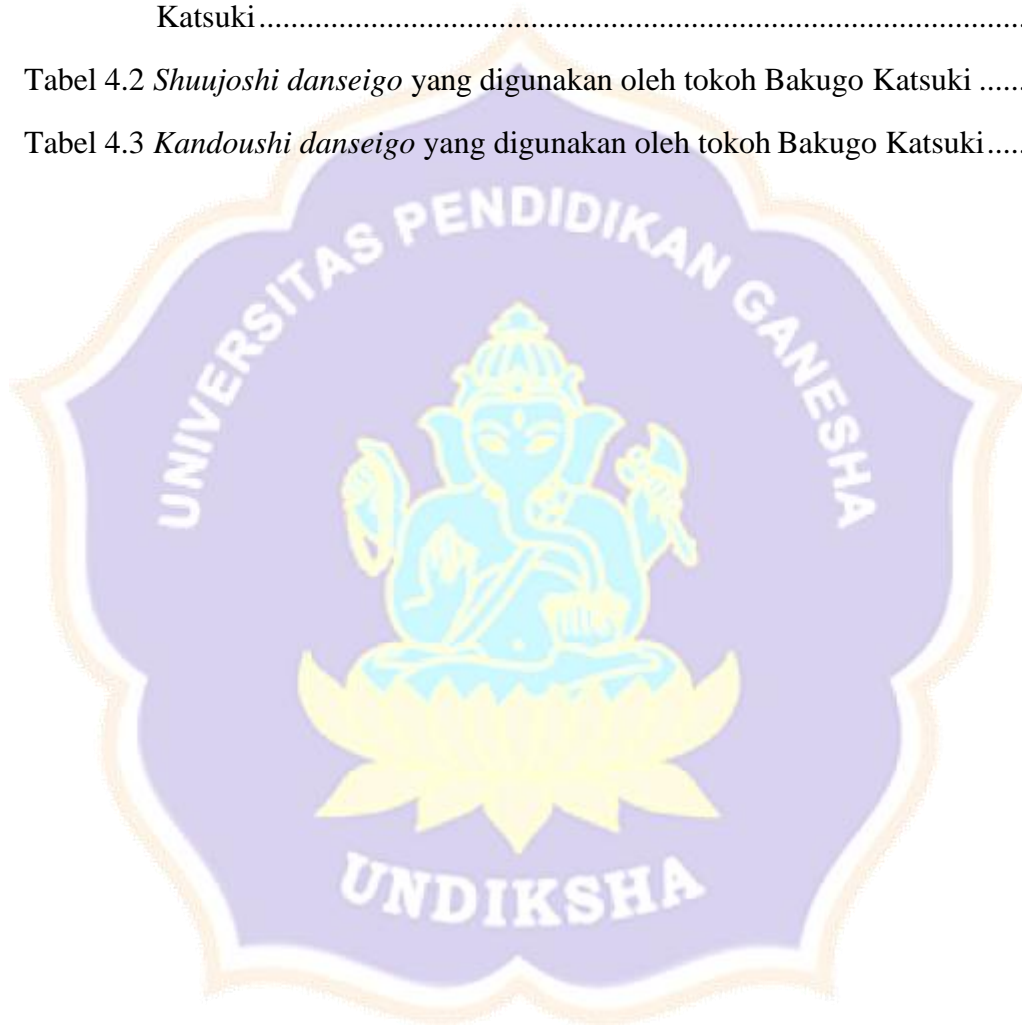 Katsuki................................................................................................
Tabel 4.2 Shuujoshi danseigo yang digunakan oleh tokoh Bakugo Katsuki ......
Tabel 4.3 Kandoushi danseigo yang digunakan oleh tokoh Bakugo Katsuki.....
UNIVERSITAS PENDIDIKAN GANESHA
UNDIKSHA